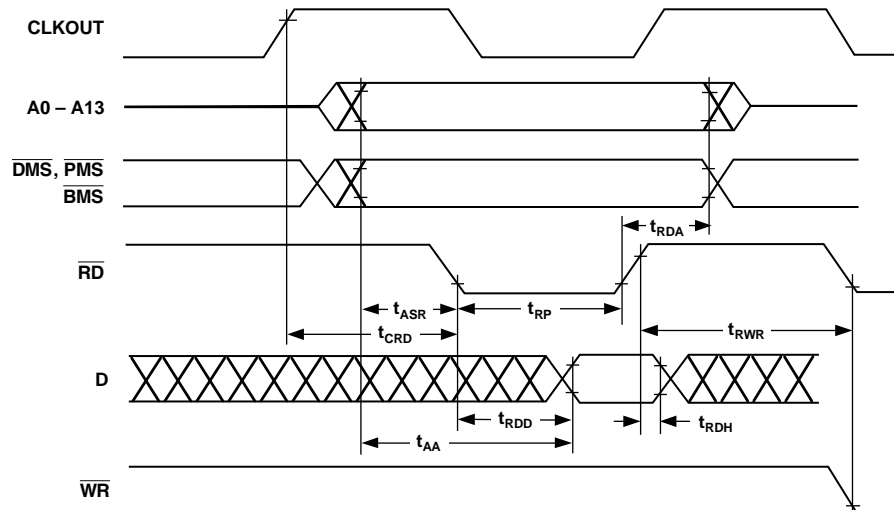 CLKOUT
A0 – A13
DMS, PMS
BMS
tRDA
RD
tASR
tRP
tCRD
tRWR
D
tRDD
tRDH
tAA
WR